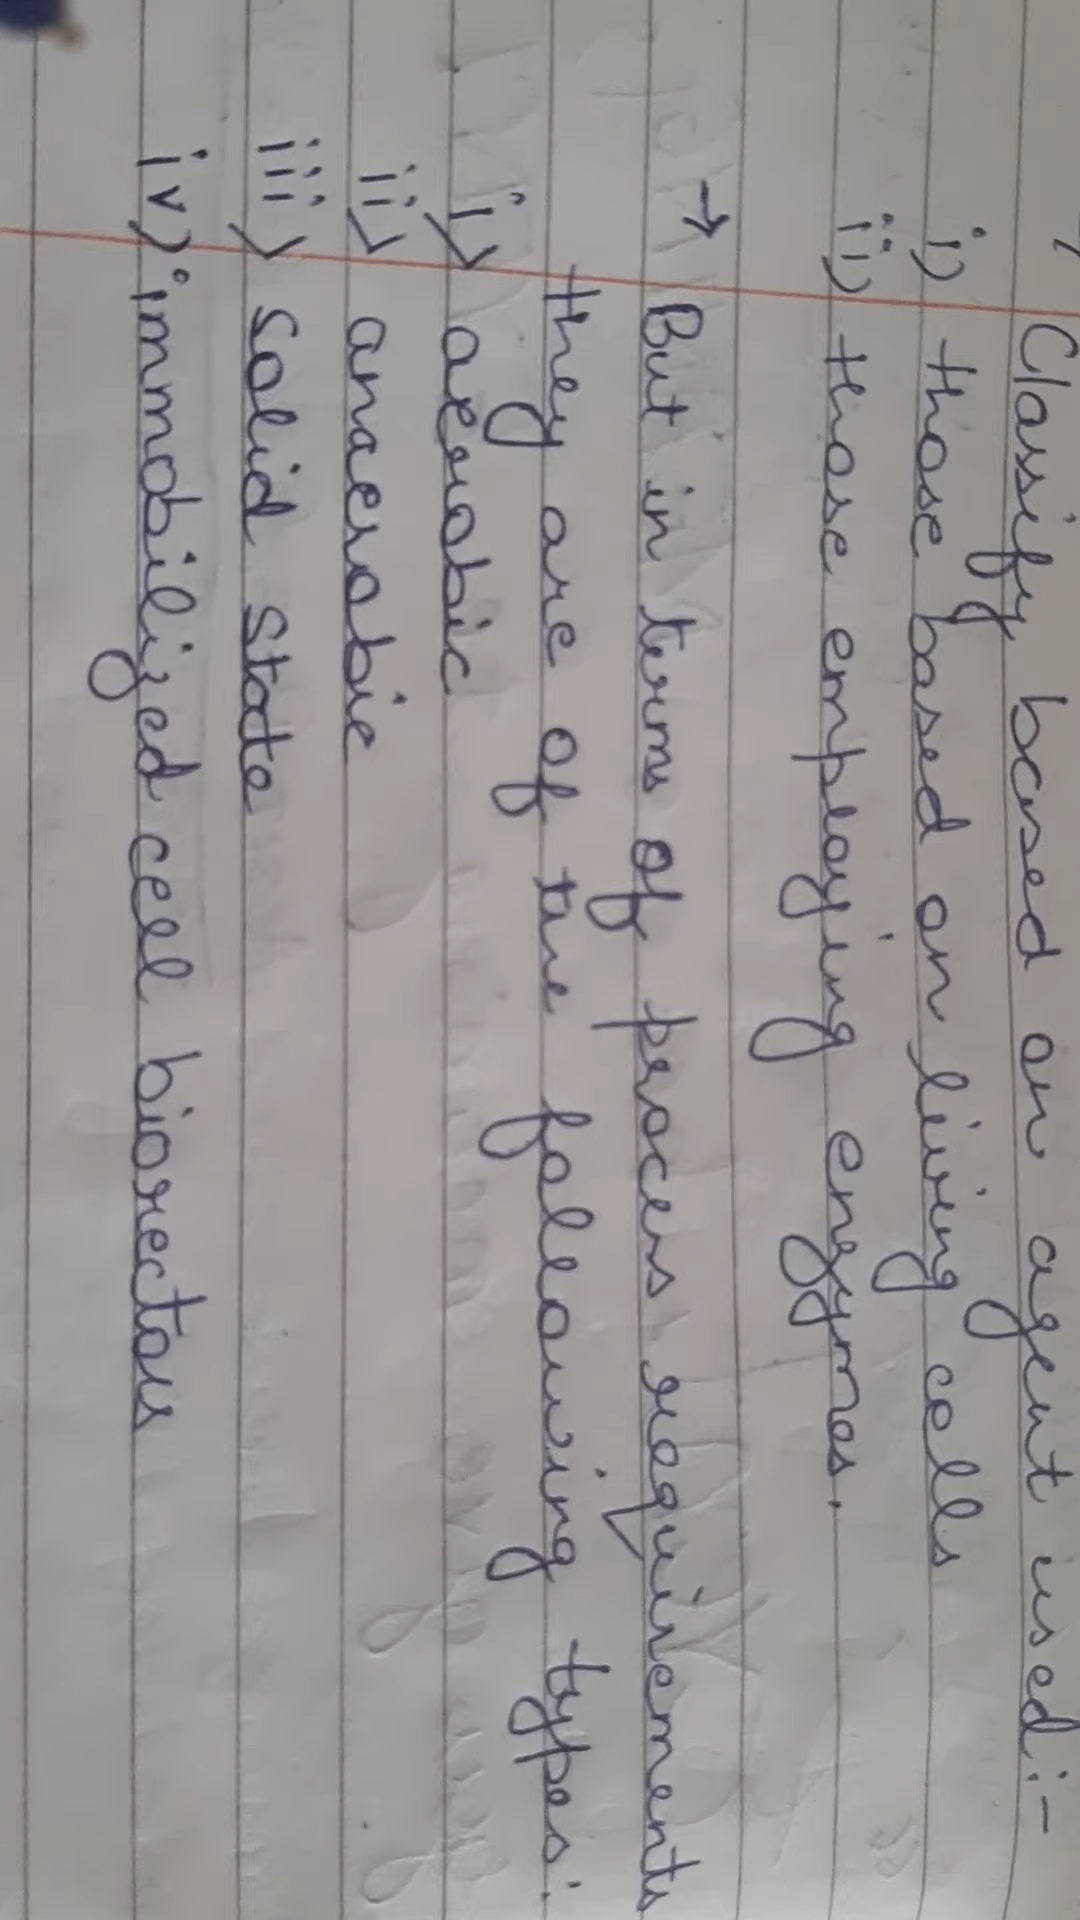 Classify based on agent used:-
i) those based on living cells
ii) those employing enzymes.
→ But in terms of process requirements
they are of the following types:
i) aerobic
ii) anaerobic
iii) solid state
iv) immobilized cell biorectors